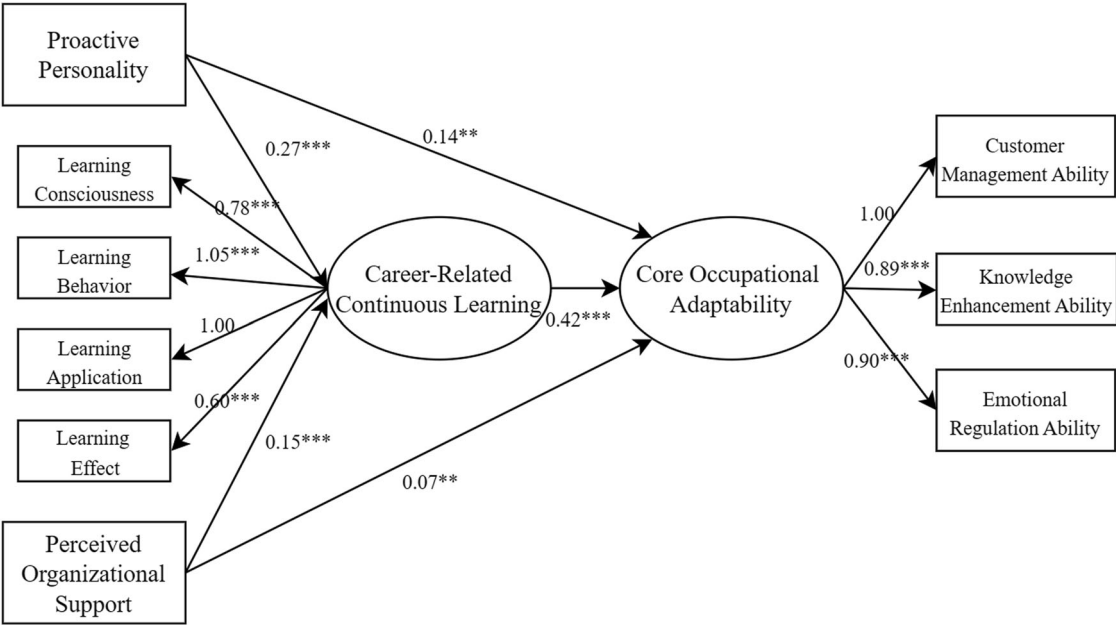 Proactive
Personality
0.14**
0.27***
Learning
Consciousness
0.78***
Learning
Behavior
1.05***
Learning
Application
1.00
Learning
Effect
0.60***
0.15***
Perceived
Organizational
Support
0.07**
Career-Related
Continuous Learning
0.42***
Core Occupational
Adaptability
Customer
Management Ability
1.00
Knowledge
Enhancement Ability
0.89***
Emotional
Regulation Ability
0.90***